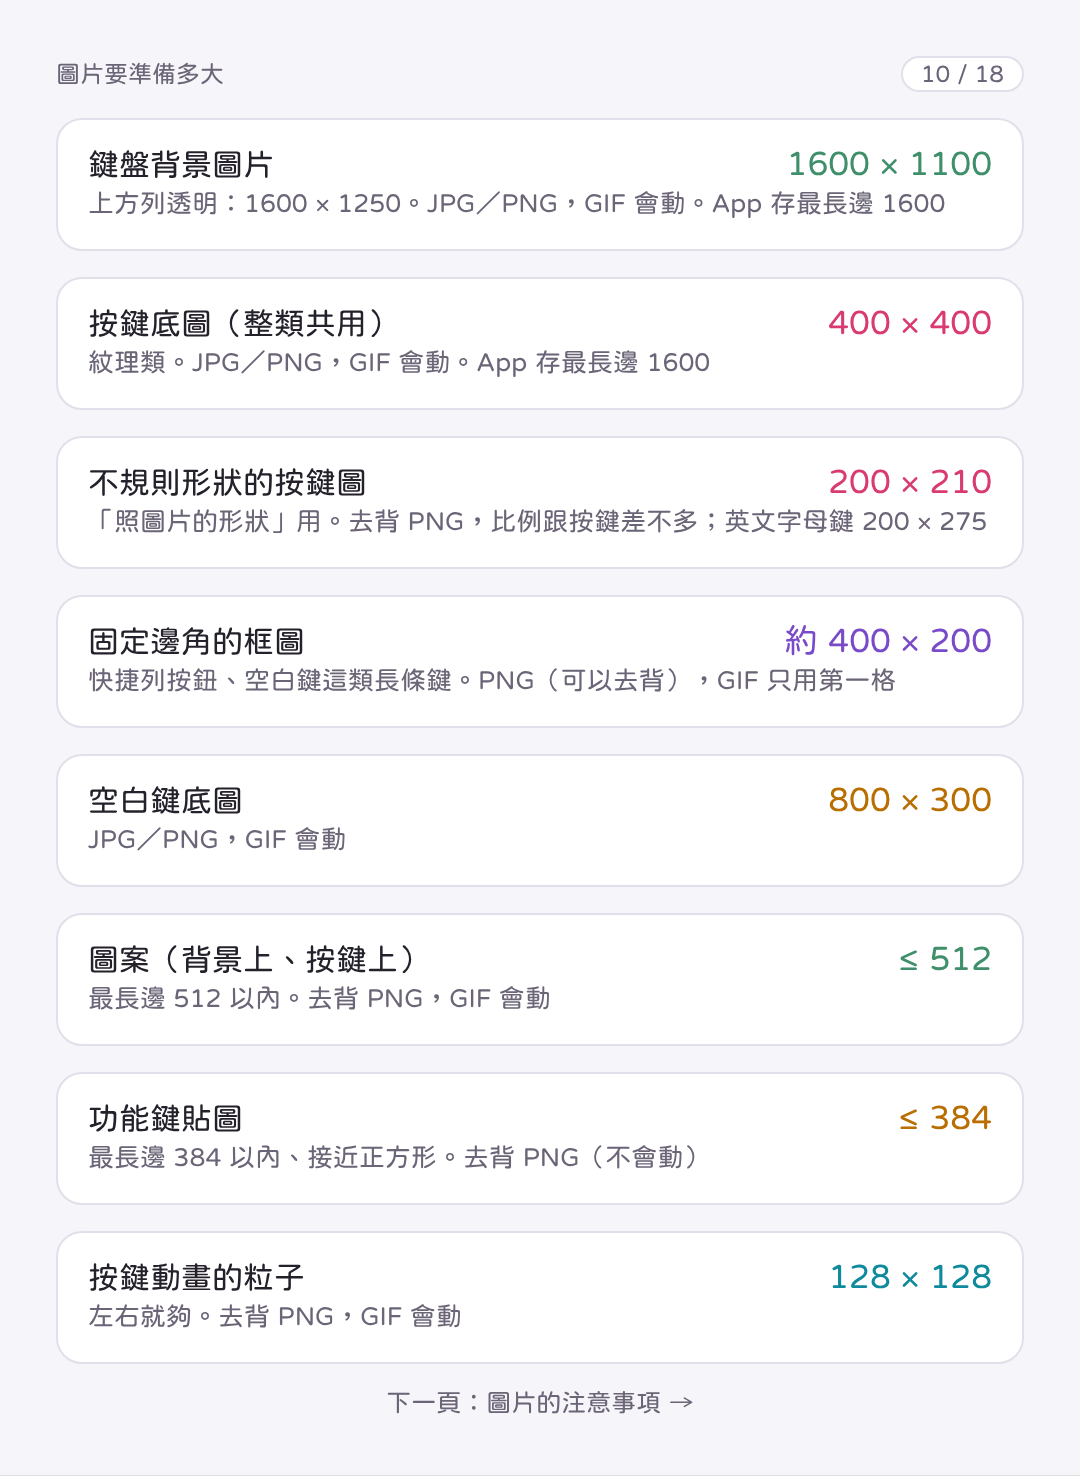 圖片要準備多大
10 / 18
鍵盤背景圖片
1600 × 1100
上方列透明：1600 × 1250。JPG／PNG，GIF 會動。App 存最長邊 1600
按鍵底圖（整類共用）
400 × 400
紋理類。JPG／PNG，GIF 會動。App 存最長邊 1600
不規則形狀的按鍵圖
200 × 210
「照圖片的形狀」用。去背 PNG，比例跟按鍵差不多；英文字母鍵 200 × 275
固定邊角的框圖
約 400 × 200
快捷列按鈕、空白鍵這類長條鍵。PNG（可以去背），GIF 只用第一格
空白鍵底圖
800 × 300
JPG／PNG，GIF 會動
圖案（背景上、按鍵上）
≤ 512
最長邊 512 以內。去背 PNG，GIF 會動
功能鍵貼圖
≤ 384
最長邊 384 以內、接近正方形。去背 PNG（不會動）
按鍵動畫的粒子
128 × 128
左右就夠。去背 PNG，GIF 會動
下一頁：圖片的注意事項 →